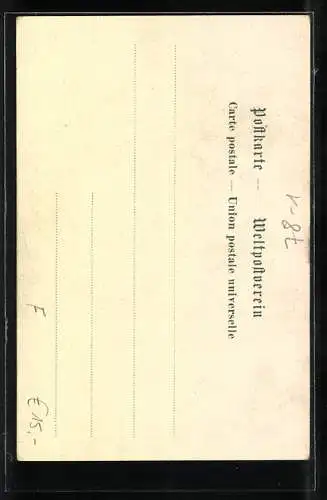 Postkarte — Weltpostverein
Carte postale — Union postale universelle
F
€ 15,-